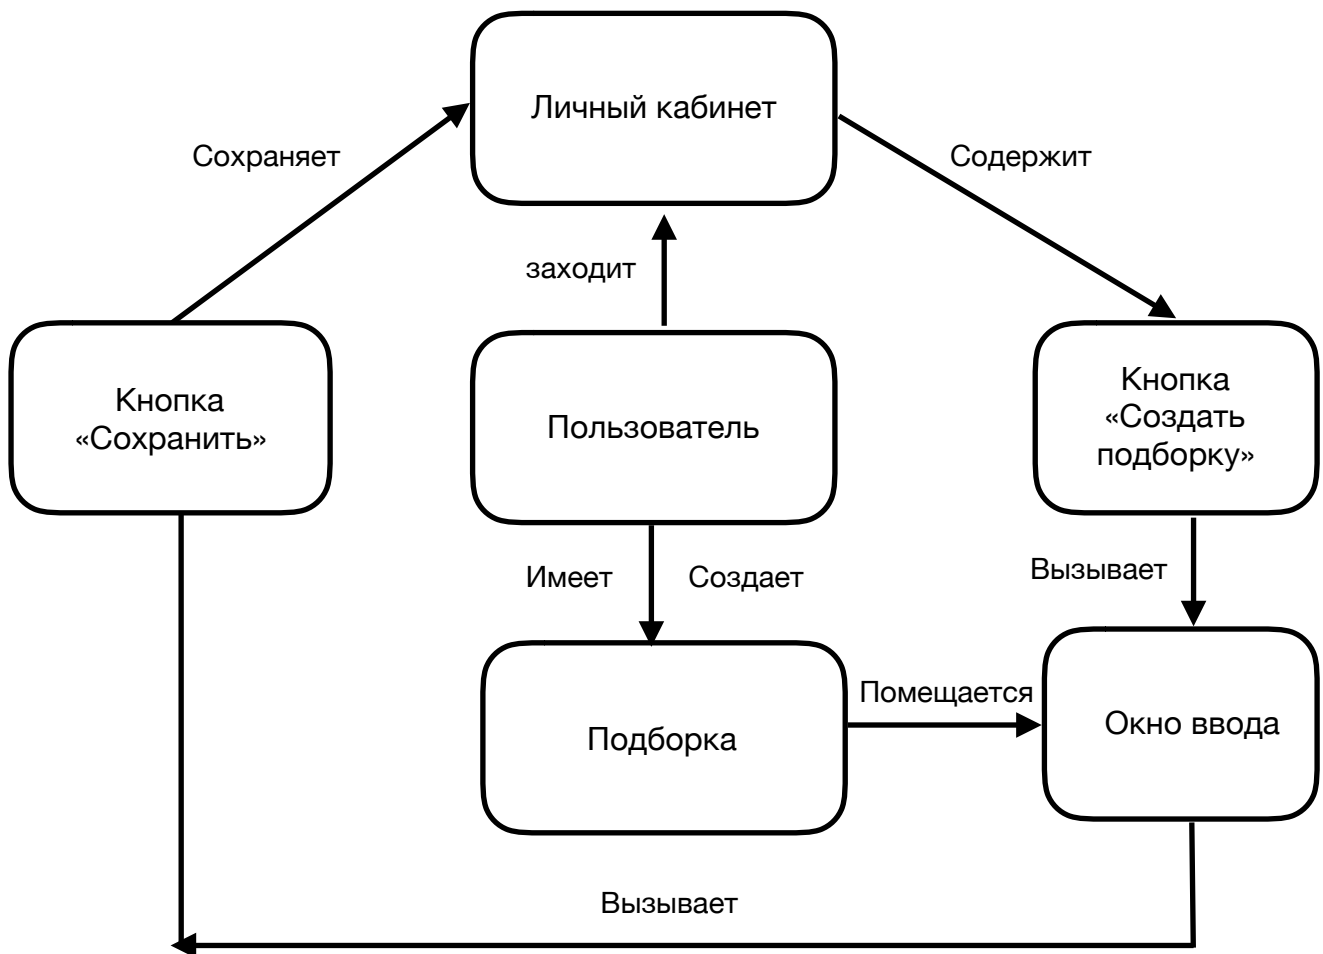 Личный кабинет
Сохраняет
Содержит
заходит
Кнопка
«Сохранить»
Пользователь
Кнопка
«Создать
подборку»
Имеет
Создает
Вызывает
Подборка
Помещается
Окно ввода
Вызывает